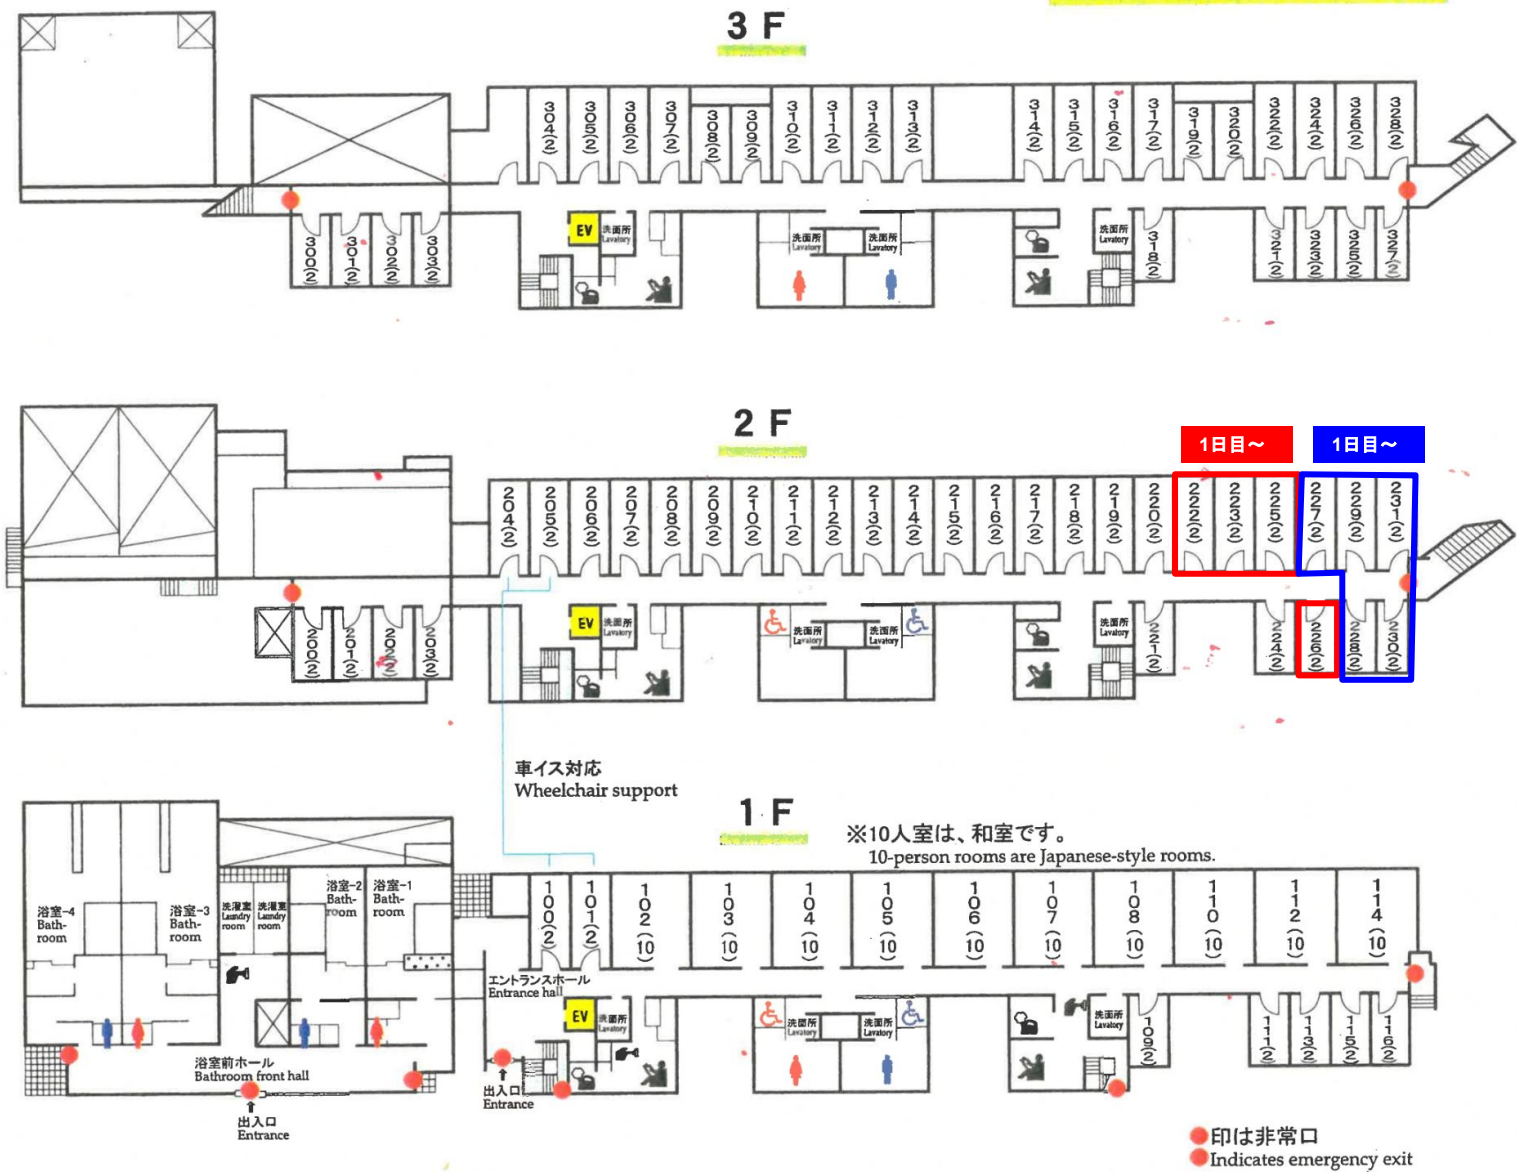 3 F
304(2)
305(2)
306(2)
307(2)
308(2)
309(2)
310(2)
311(2)
312(2)
313(2)
314(2)
315(2)
316(2)
317(2)
319(2)
320(2)
322(2)
324(2)
326(2)
328(2)
EV
洗面所
Lavatory
洗面所
Lavatory
洗面所
Lavatory
洗面所
Lavatory
300(2)
301(2)
302(2)
303(2)
318(2)
321(2)
323(2)
325(2)
327(2)
2 F
1日目～
1日目～
204(2)
205(2)
206(2)
207(2)
208(2)
209(2)
210(2)
211(2)
212(2)
213(2)
214(2)
215(2)
216(2)
217(2)
218(2)
219(2)
220(2)
222(2)
223(2)
225(2)
227(2)
229(2)
231(2)
EV
洗面所
Lavatory
洗面所
Lavatory
洗面所
Lavatory
洗面所
Lavatory
200(2)
201(2)
202(2)
203(2)
221(2)
224(2)
226(2)
228(2)
230(2)
車イス対応
Wheelchair support
1 F
※10人室は、和室です。
10-person rooms are Japanese-style rooms.
浴室-4
Bath-
room
浴室-3
Bath-
room
洗濯室
Laundry
room
洗濯室
Laundry
room
浴室-2
Bath-
room
浴室-1
Bath-
room
100(2)
101(2)
102(10)
103(10)
104(10)
105(10)
106(10)
107(10)
108(10)
110(10)
112(10)
114(10)
エントランスホール
Entrance hall
EV
洗面所
Lavatory
洗面所
Lavatory
洗面所
Lavatory
洗面所
Lavatory
109(2)
111(2)
113(2)
115(2)
116(2)
浴室前ホール
Bathroom front hall
出入口
Entrance
出入口
Entrance
印は非常口
Indicates emergency exit